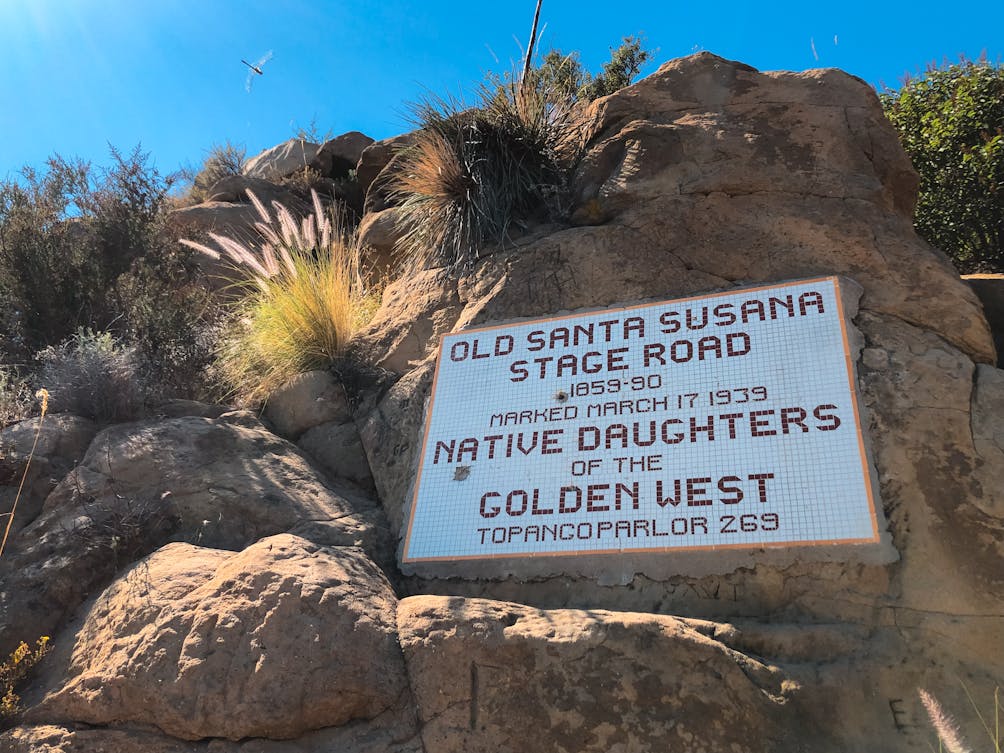 OLD SANTA SUSANA
STAGE ROAD
1859-90
MARKED MARCH 17 1939
NATIVE DAUGHTERS
OF THE
GOLDEN WEST
TOPANGO PARLOR 269